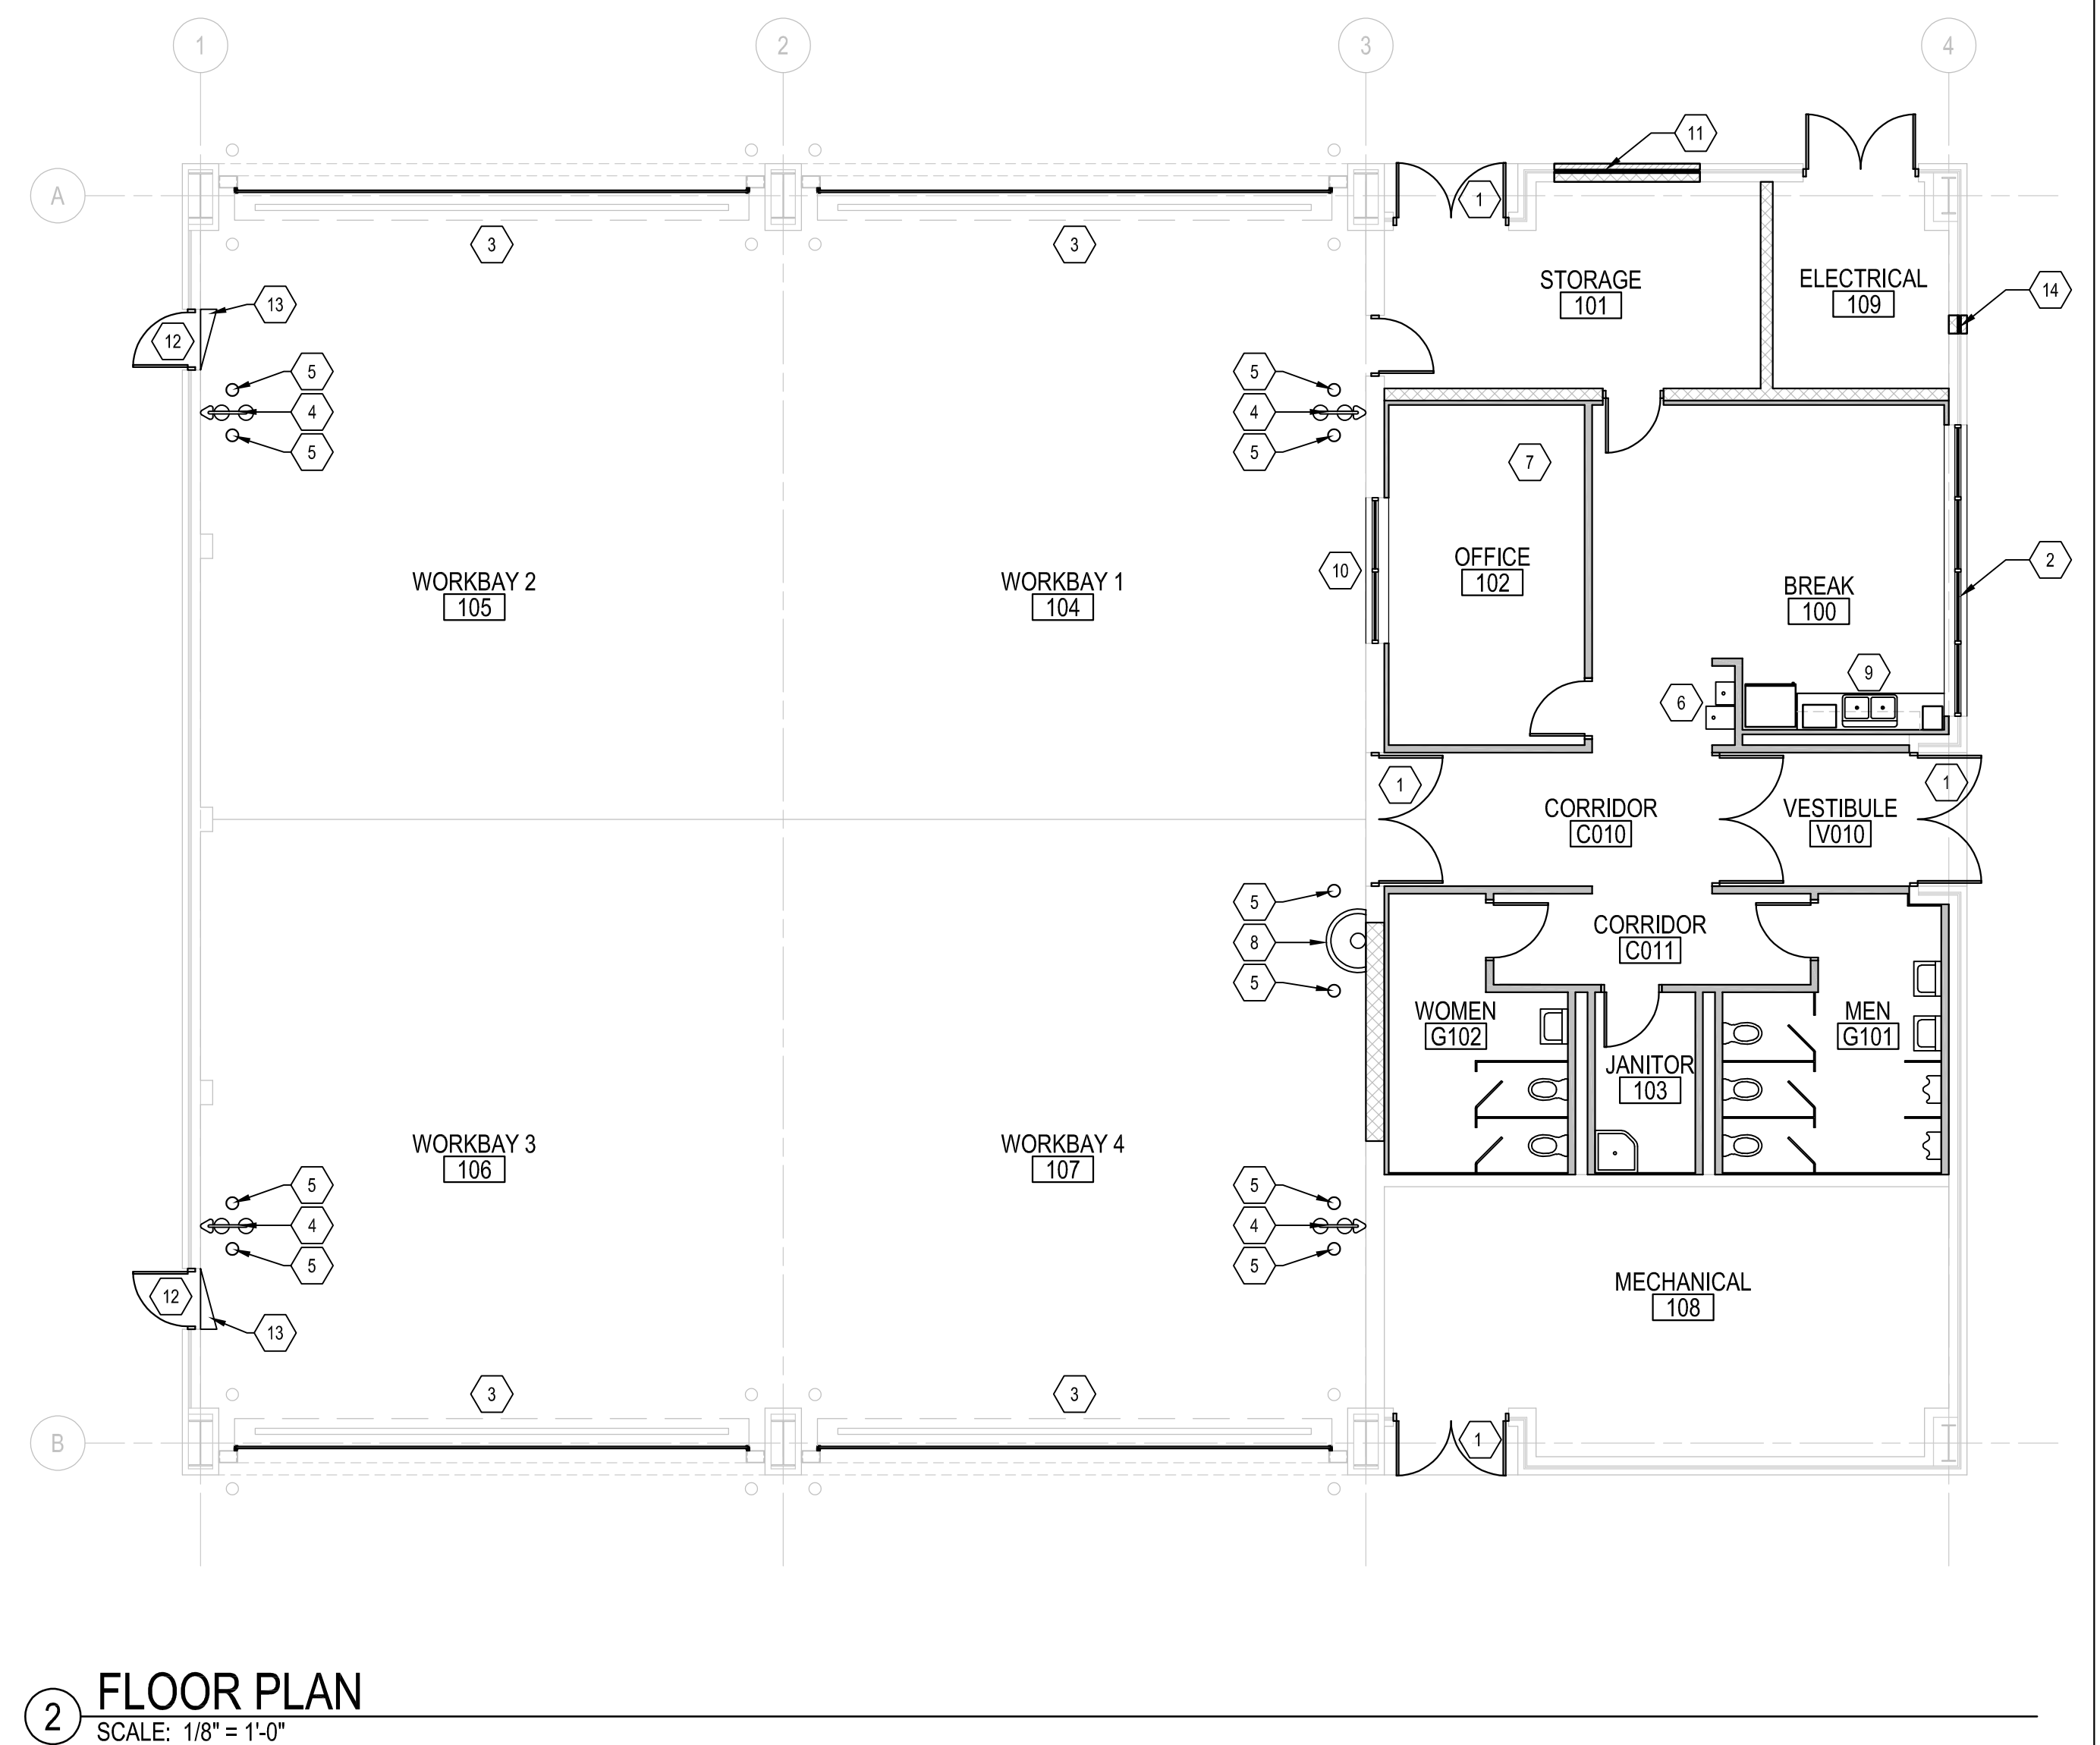 1
2
3
4
11
A
1
3
3
STORAGE
101
ELECTRICAL
109
14
13
12
5
4
5
5
4
5
7
WORKBAY 2
105
WORKBAY 1
104
10
OFFICE
102
BREAK
100
2
6
9
1
CORRIDOR
C010
VESTIBULE
V010
1
5
8
5
CORRIDOR
C011
WOMEN
G102
JANITOR
103
MEN
G101
WORKBAY 3
106
WORKBAY 4
107
5
4
5
5
4
5
12
13
MECHANICAL
108
3
3
B
1
2
FLOOR PLAN
SCALE: 1/8" = 1'-0"